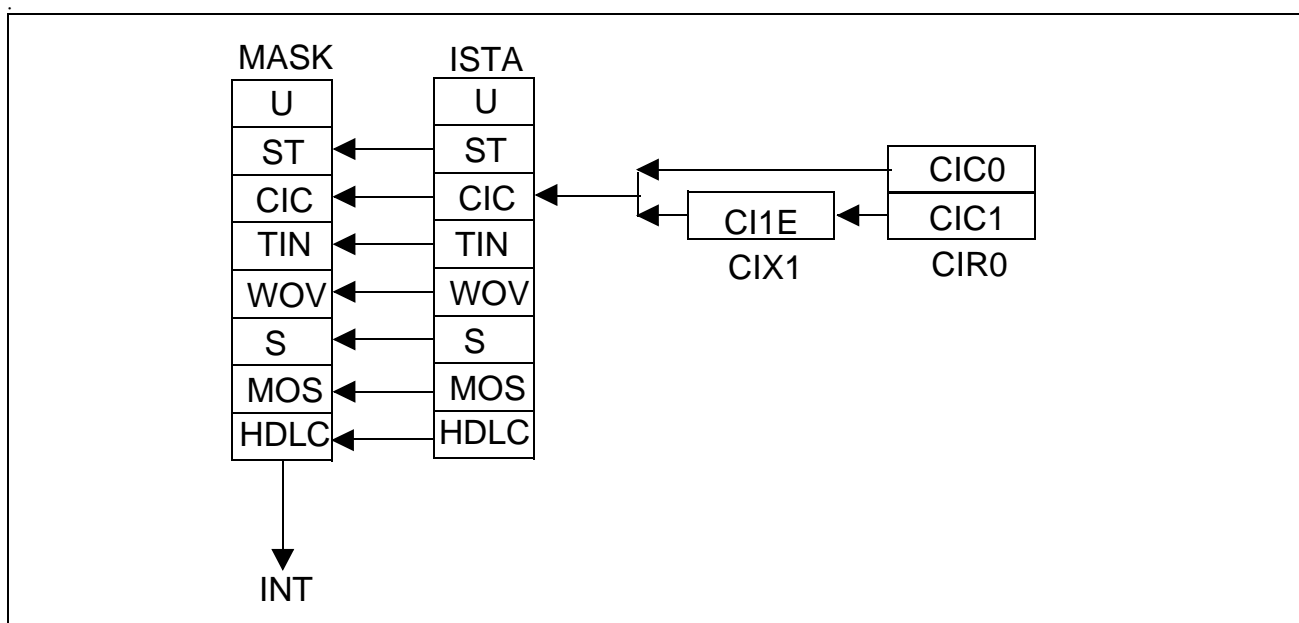 .
MASK ISTA
U U
ST ST CIC0
CIC CIC CI1E CIC1
TIN TIN CIX1 CIR0
WOV WOV
S S
MOS MOS
HDLC HDLC
INT